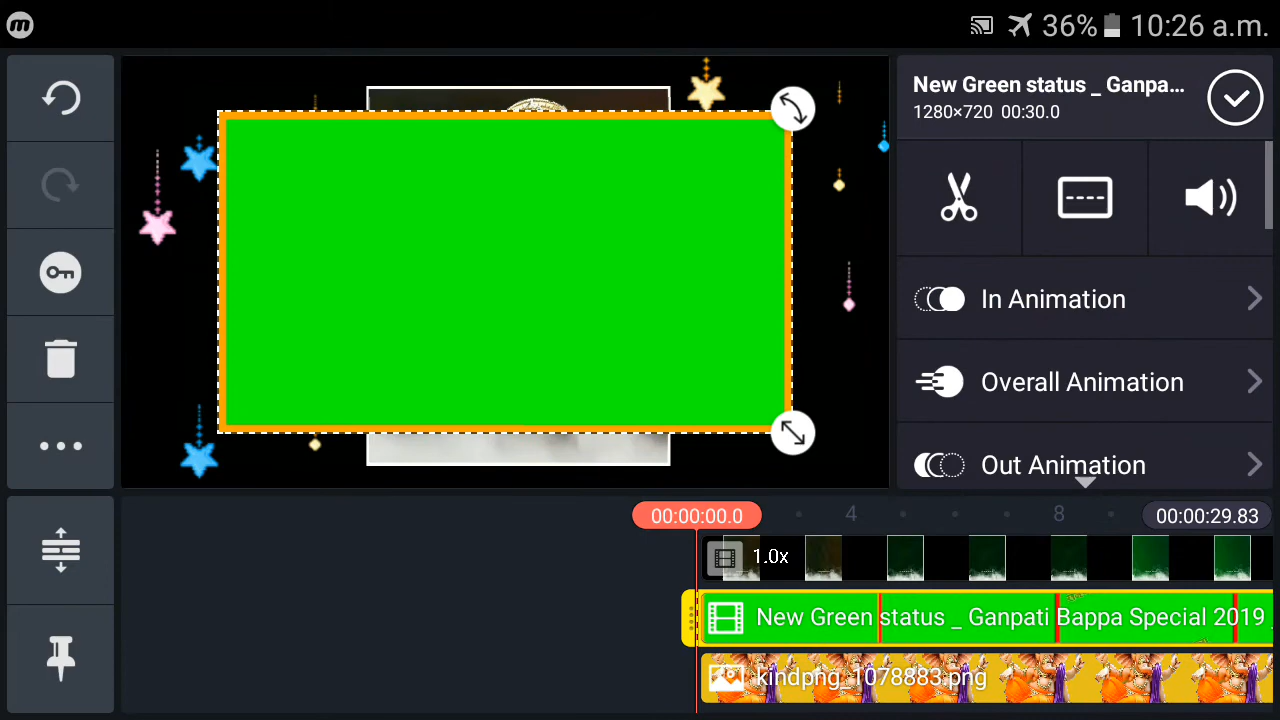 36% 10:26 a.m.
New Green status _ Ganpa...
1280×720 00:30.0
In Animation
Overall Animation
Out Animation
00:00:00.0 4 8 00:00:29.83
1.0x
New Green status _ Ganpati Bappa Special 2019 _
kindpng_1078883.png